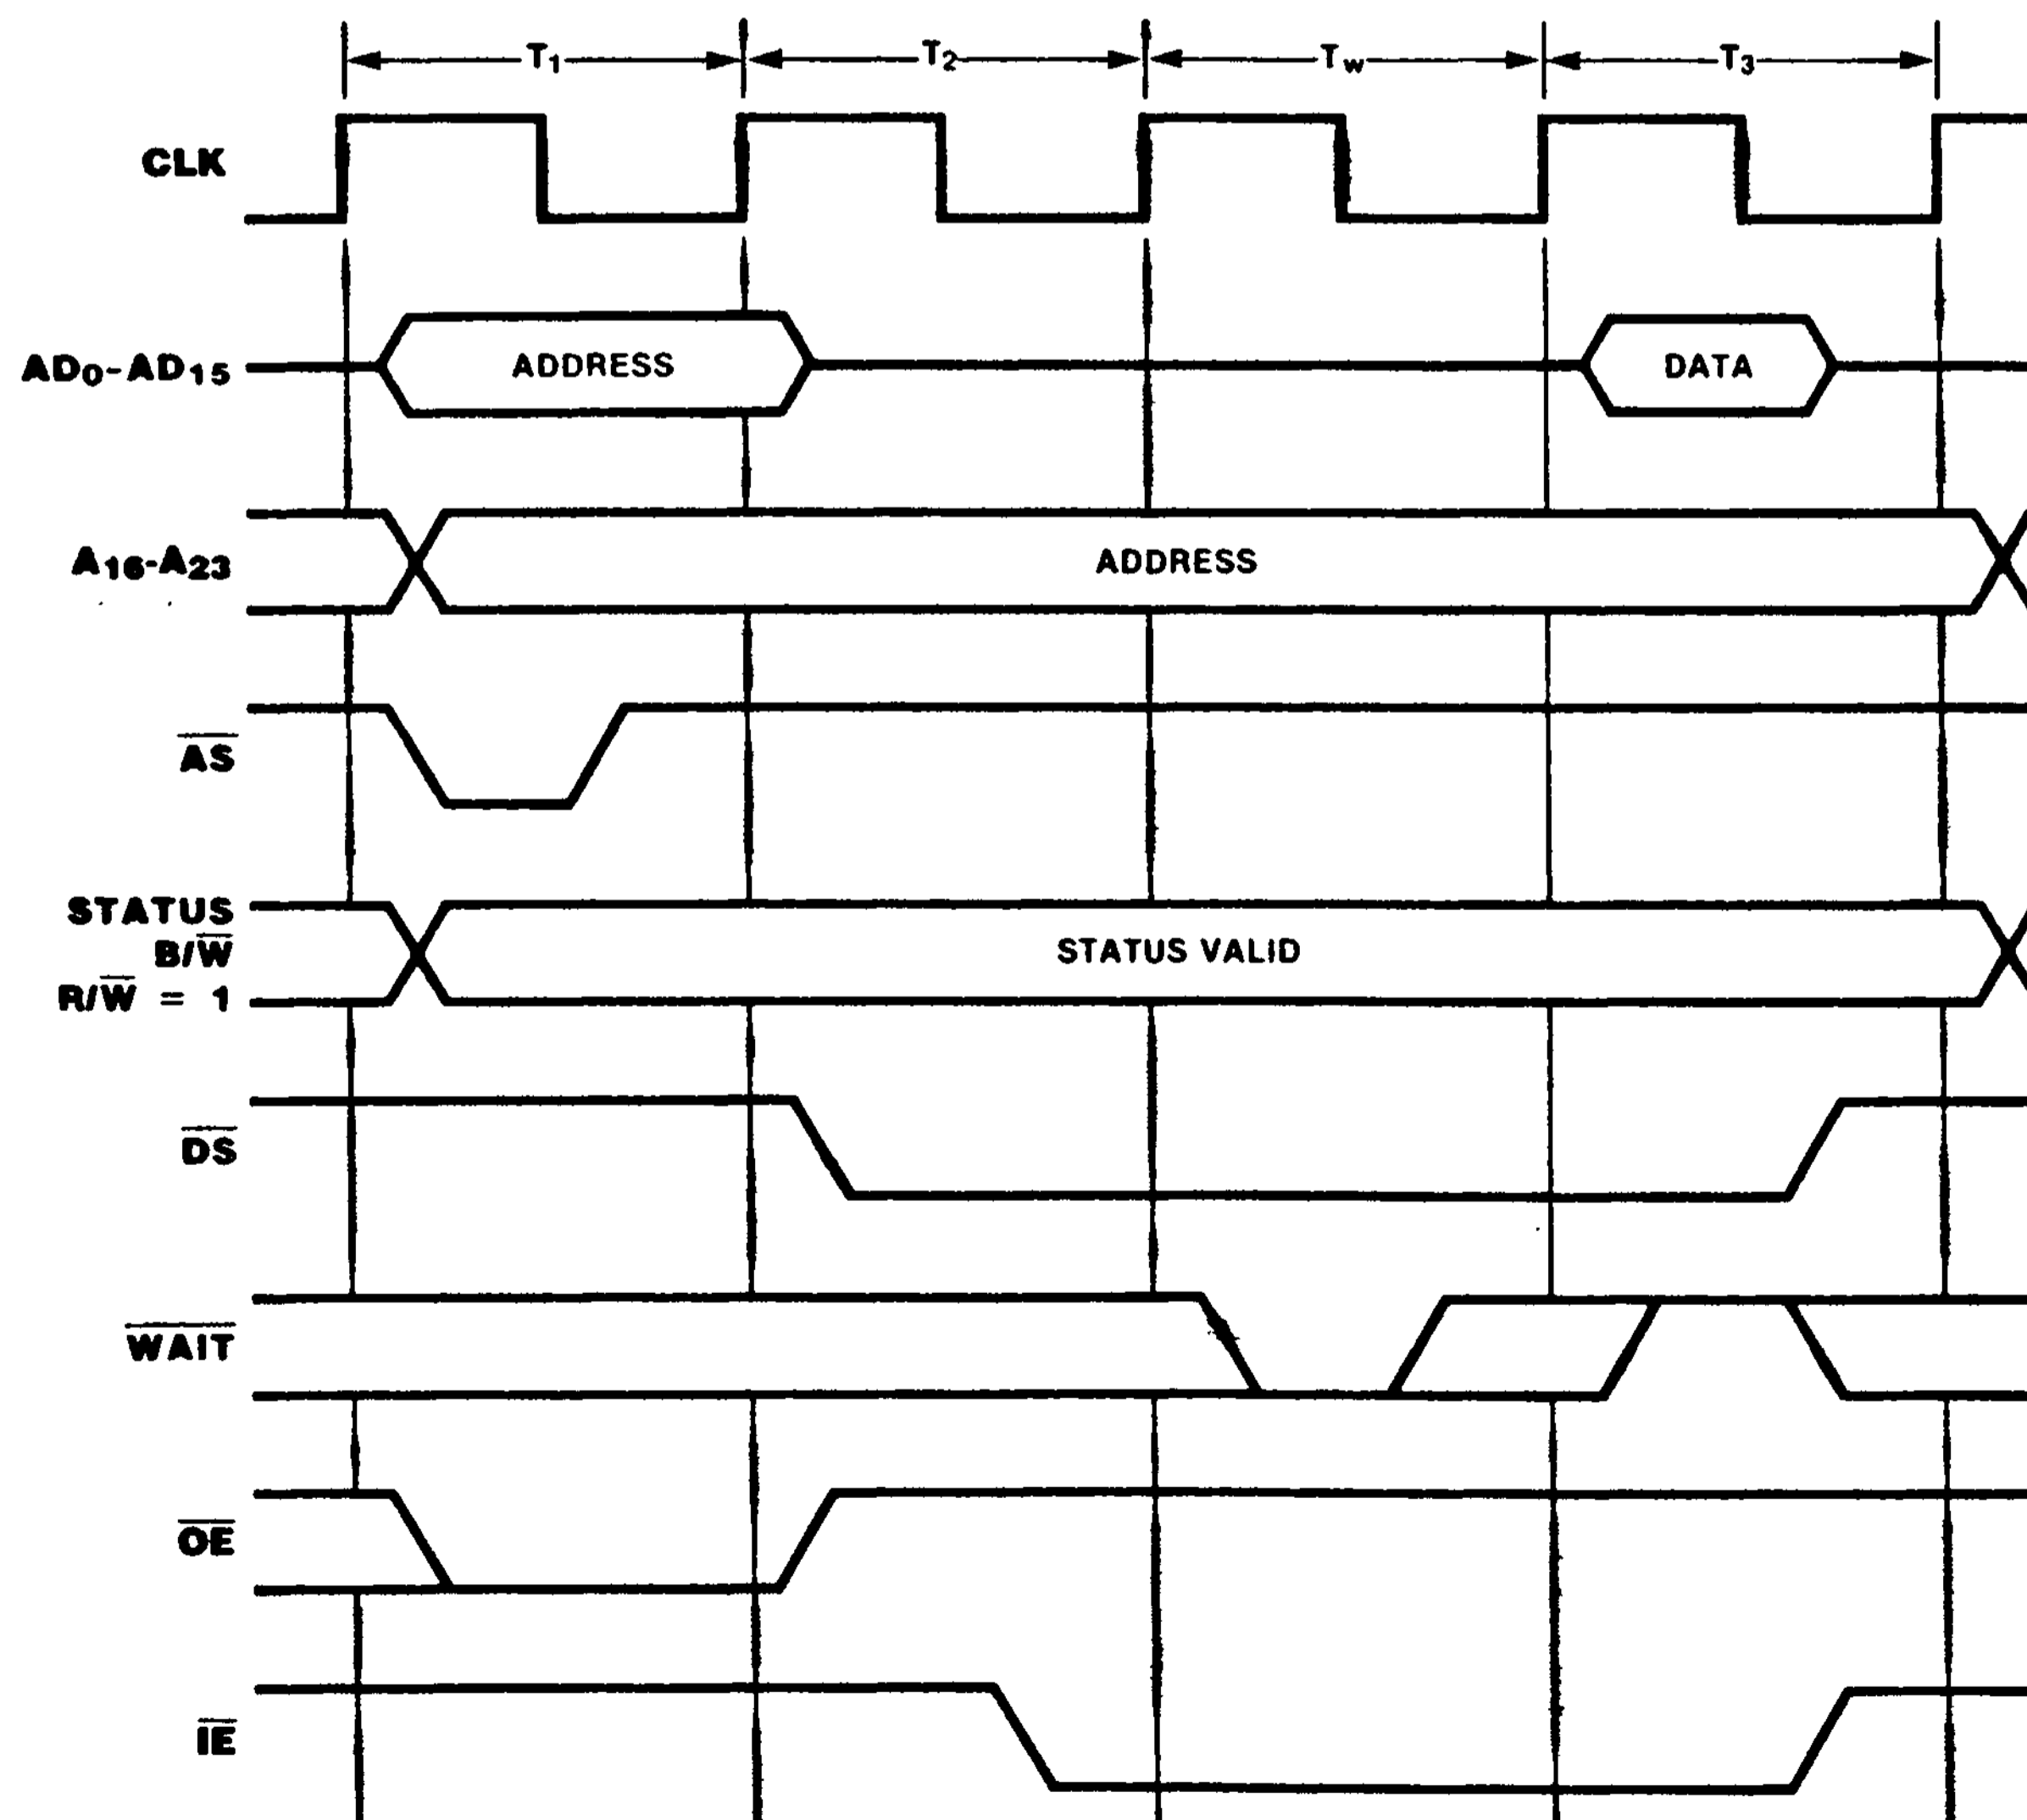 T1 T2 Tw T3
CLK
AD0-AD15 ADDRESS DATA
A16-A23 ADDRESS
AS
STATUS
B/W STATUS VALID
R/W = 1
DS
WAIT
OE
IE